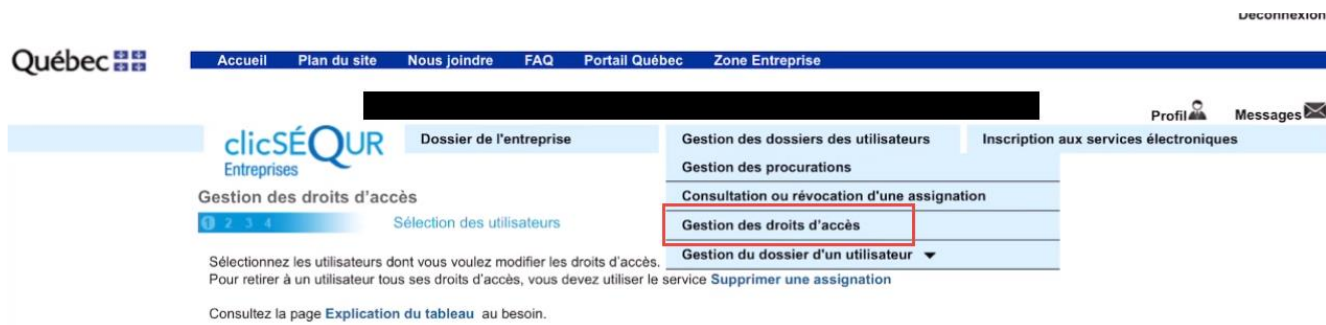 Déconnexion
Québec
Accueil Plan du site Nous joindre FAQ Portail Québec Zone Entreprise
Profil Messages
clicSÉQUR
Entreprises
Dossier de l'entreprise Gestion des dossiers des utilisateurs Inscription aux services électroniques
Gestion des procurations
Consultation ou révocation d'une assignation
Gestion des droits d'accès
Gestion du dossier d'un utilisateur
Gestion des droits d'accès
1 2 3 4 Sélection des utilisateurs
Sélectionnez les utilisateurs dont vous voulez modifier les droits d'accès.
Pour retirer à un utilisateur tous ses droits d'accès, vous devez utiliser le service Supprimer une assignation
Consultez la page Explication du tableau au besoin.